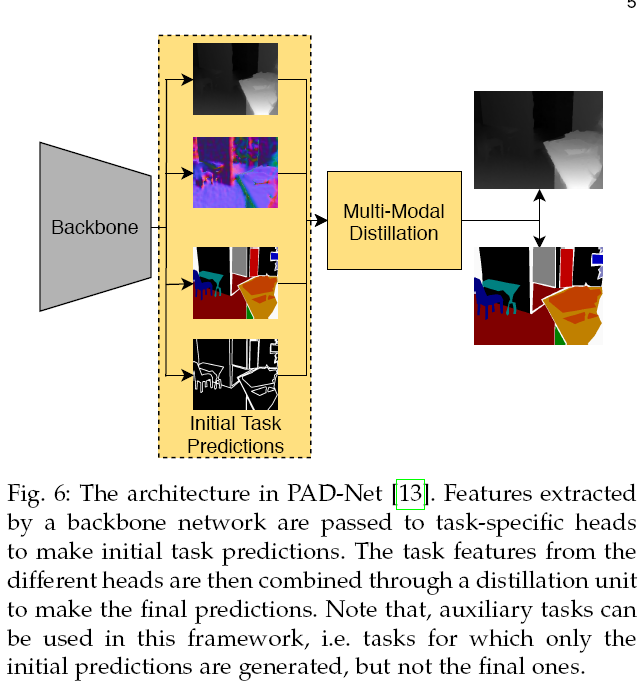 5
Backbone
Multi-Modal
Distillation
Initial Task
Predictions
Fig. 6: The architecture in PAD-Net [13]. Features extracted
by a backbone network are passed to task-specific heads
to make initial task predictions. The task features from the
different heads are then combined through a distillation unit
to make the final predictions. Note that, auxiliary tasks can
be used in this framework, i.e. tasks for which only the
initial predictions are generated, but not the final ones.